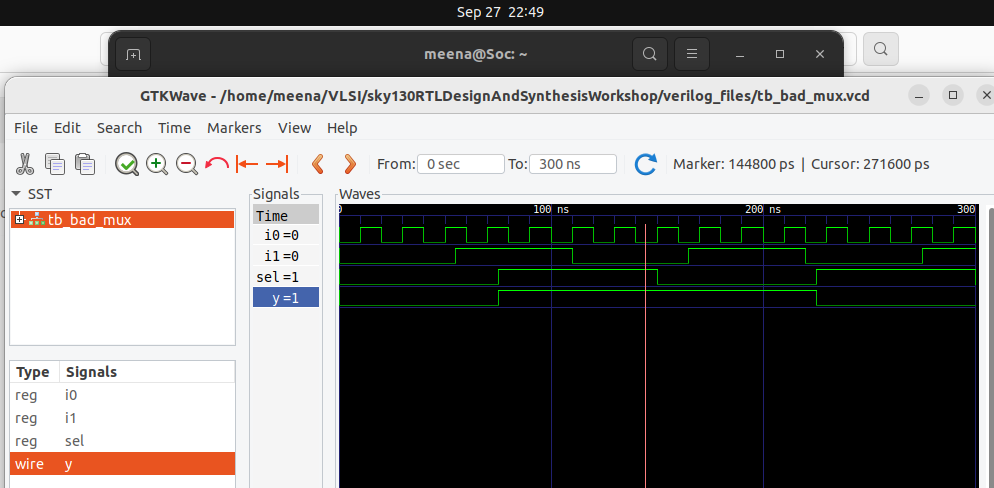 Sep 27 22:49
meena@Soc: ~
GTKWave - /home/meena/VLSI/sky130RTLDesignAndSynthesisWorkshop/verilog_files/tb_bad_mux.vcd
File Edit Search Time Markers View Help
From: 0 sec To: 300 ns Marker: 144800 ps | Cursor: 271600 ps
SST
tb_bad_mux
Type Signals
reg i0
reg i1
reg sel
wire y
Signals
Time
i0 =0
i1 =0
sel =1
y =1
Waves
0 100 ns 200 ns 300